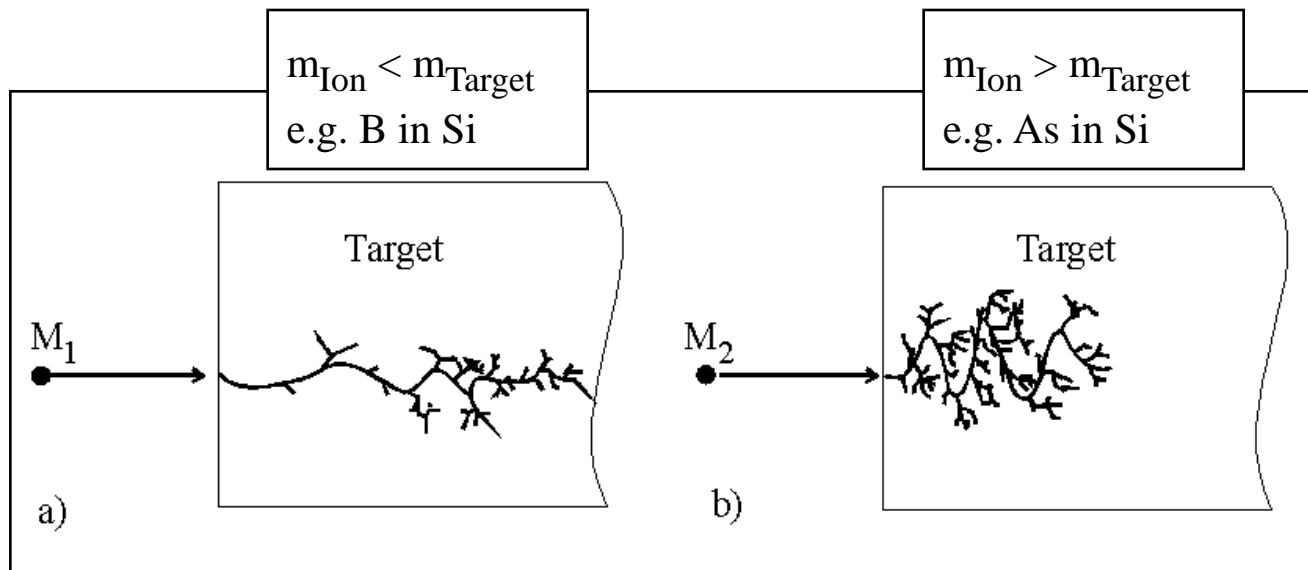 m_Ion < m_Target
e.g. B in Si
m_Ion > m_Target
e.g. As in Si
Target
Target
M_1
M_2
a)
b)